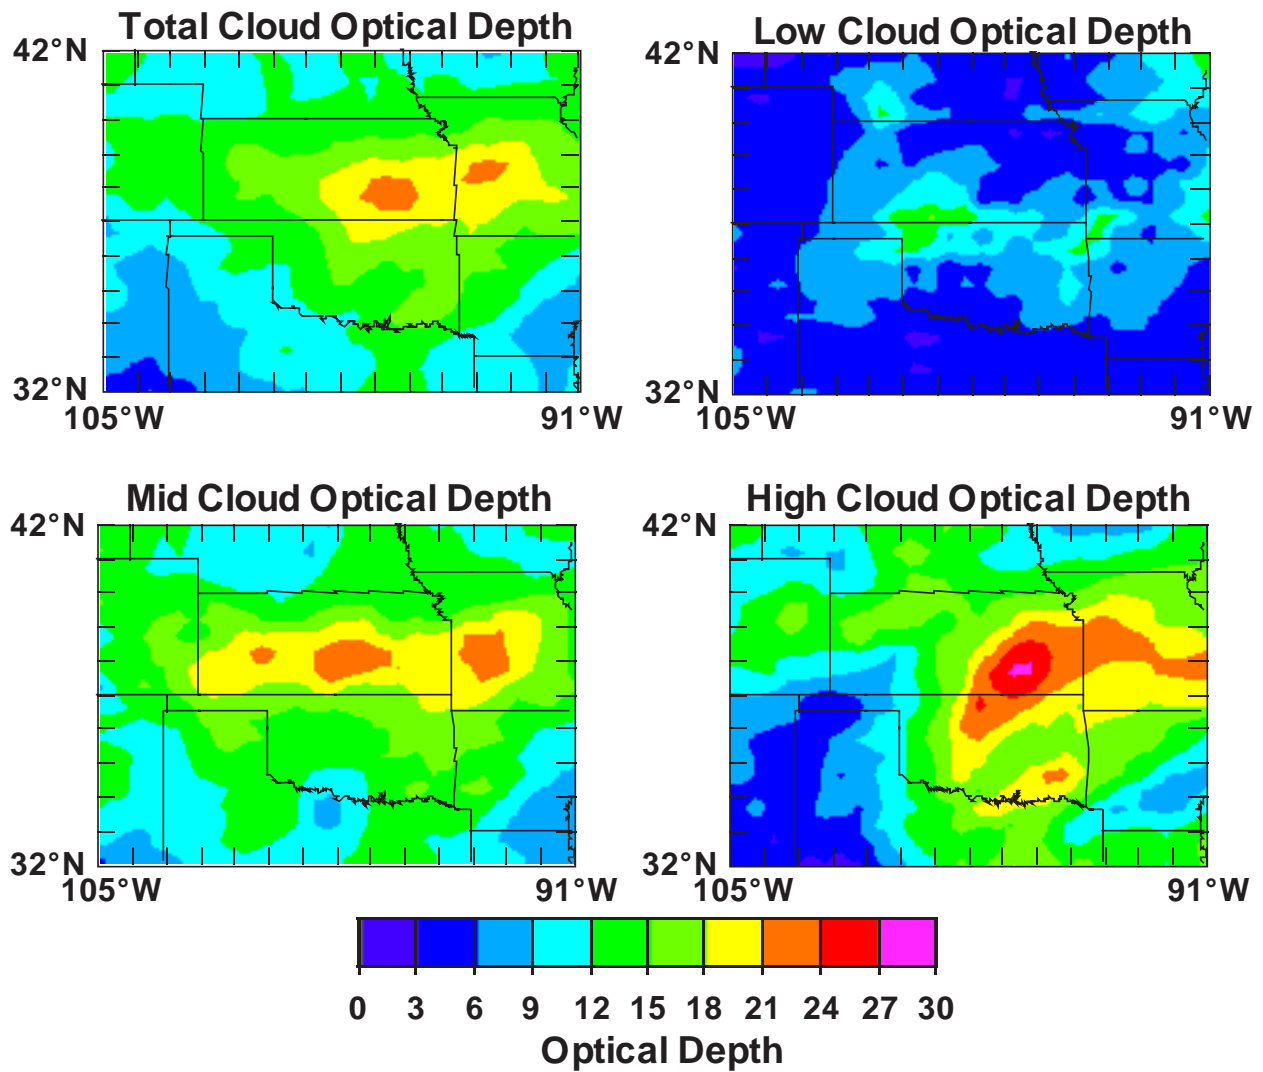 Total Cloud Optical Depth
Low Cloud Optical Depth
42°N
42°N
32°N
32°N
105°W
91°W
105°W
91°W
Mid Cloud Optical Depth
High Cloud Optical Depth
42°N
42°N
32°N
32°N
105°W
91°W
105°W
91°W
0 3 6 9 12 15 18 21 24 27 30
Optical Depth